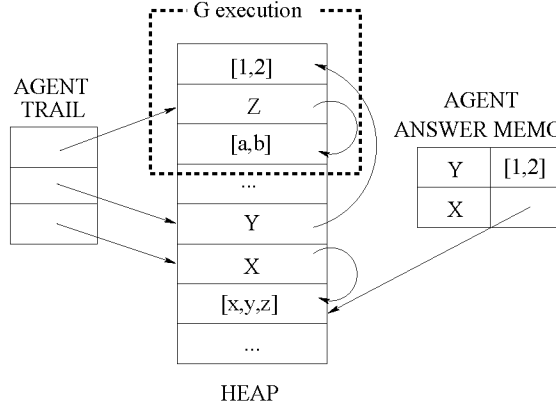 G execution
AGENT
TRAIL
[1,2]
Z
[a,b]
...
Y
X
[x,y,z]
...
HEAP
AGENT
ANSWER MEMO
Y [1,2]
X